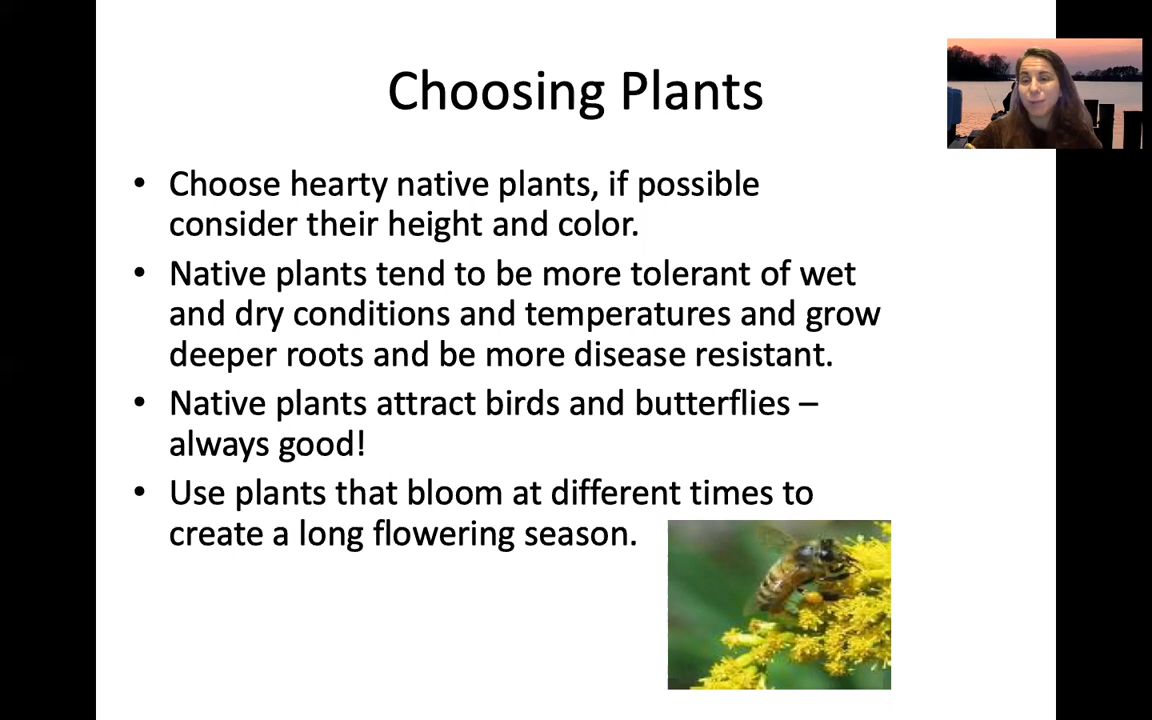 Choosing Plants
• Choose hearty native plants, if possible
consider their height and color.
• Native plants tend to be more tolerant of wet
and dry conditions and temperatures and grow
deeper roots and be more disease resistant.
• Native plants attract birds and butterflies –
always good!
• Use plants that bloom at different times to
create a long flowering season.